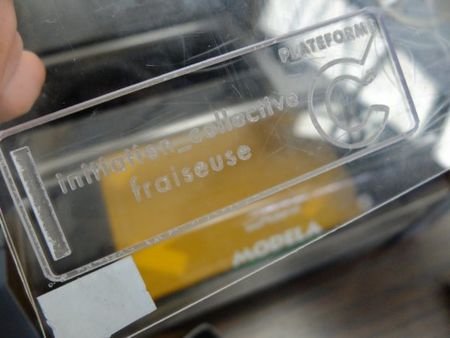 PLATEFORM
C
initiation_collective
fraiseuse
MODELA